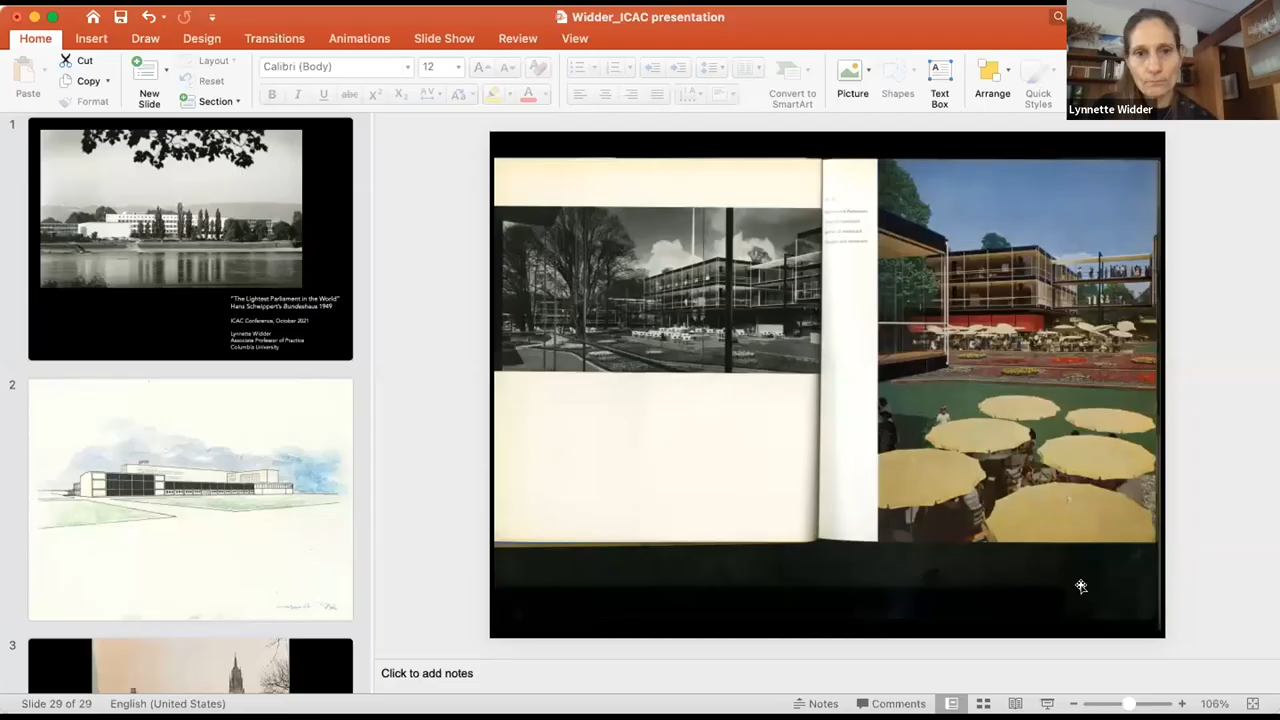 Widder_ICAC presentation
Home Insert Draw Design Transitions Animations Slide Show Review View
Cut
Copy
Format
Paste
New
Slide
Layout
Reset
Section
Calibri (Body) 12
Convert to
SmartArt
Picture
Shapes
Text
Box
Arrange
Quick
Styles
Lynnette Widder
1
"The Lightest Parliament in the World"
Hans Schwippert's Bundeshaus 1949
ICAC Conference, October 2021
Lynnette Widder
Associate Professor of Practice
Columbia University
2
3
Click to add notes
Slide 29 of 29 English (United States) Notes Comments 106%